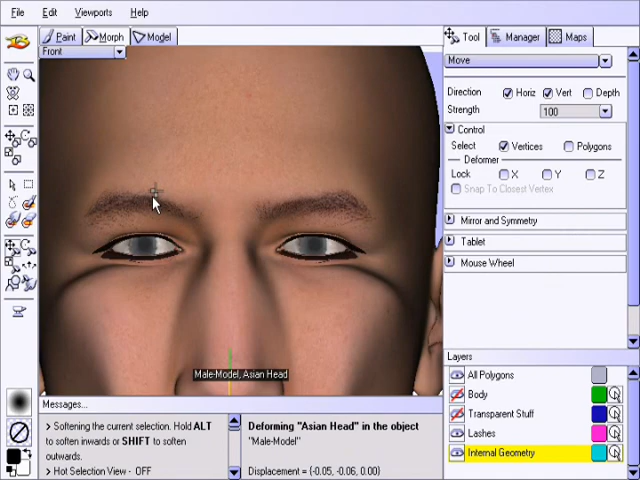 File Edit Windows Help
Paint Morph Model
Front
Tool Manager Maps
Move
Direction Horiz Vert Depth
Strength 100
Control
Select Vertices Polygons
Deformer
Lock X Y Z
Snap To Closest Vertex
Mirror and Symmetry
Tablet
Mouse Wheel
Male-Model, Asian Head
Layers
All Polygons
Body
Transparent Stuff
Lashes
Internal Geometry
Messages...
> Softening the current selection. Hold ALT
to soften inwards or SHIFT to soften
outwards.
> Hot Selection View - OFF
Deforming "Asian Head" in the object
"Male-Model"
Displacement = {-0.05, -0.06, 0.00}